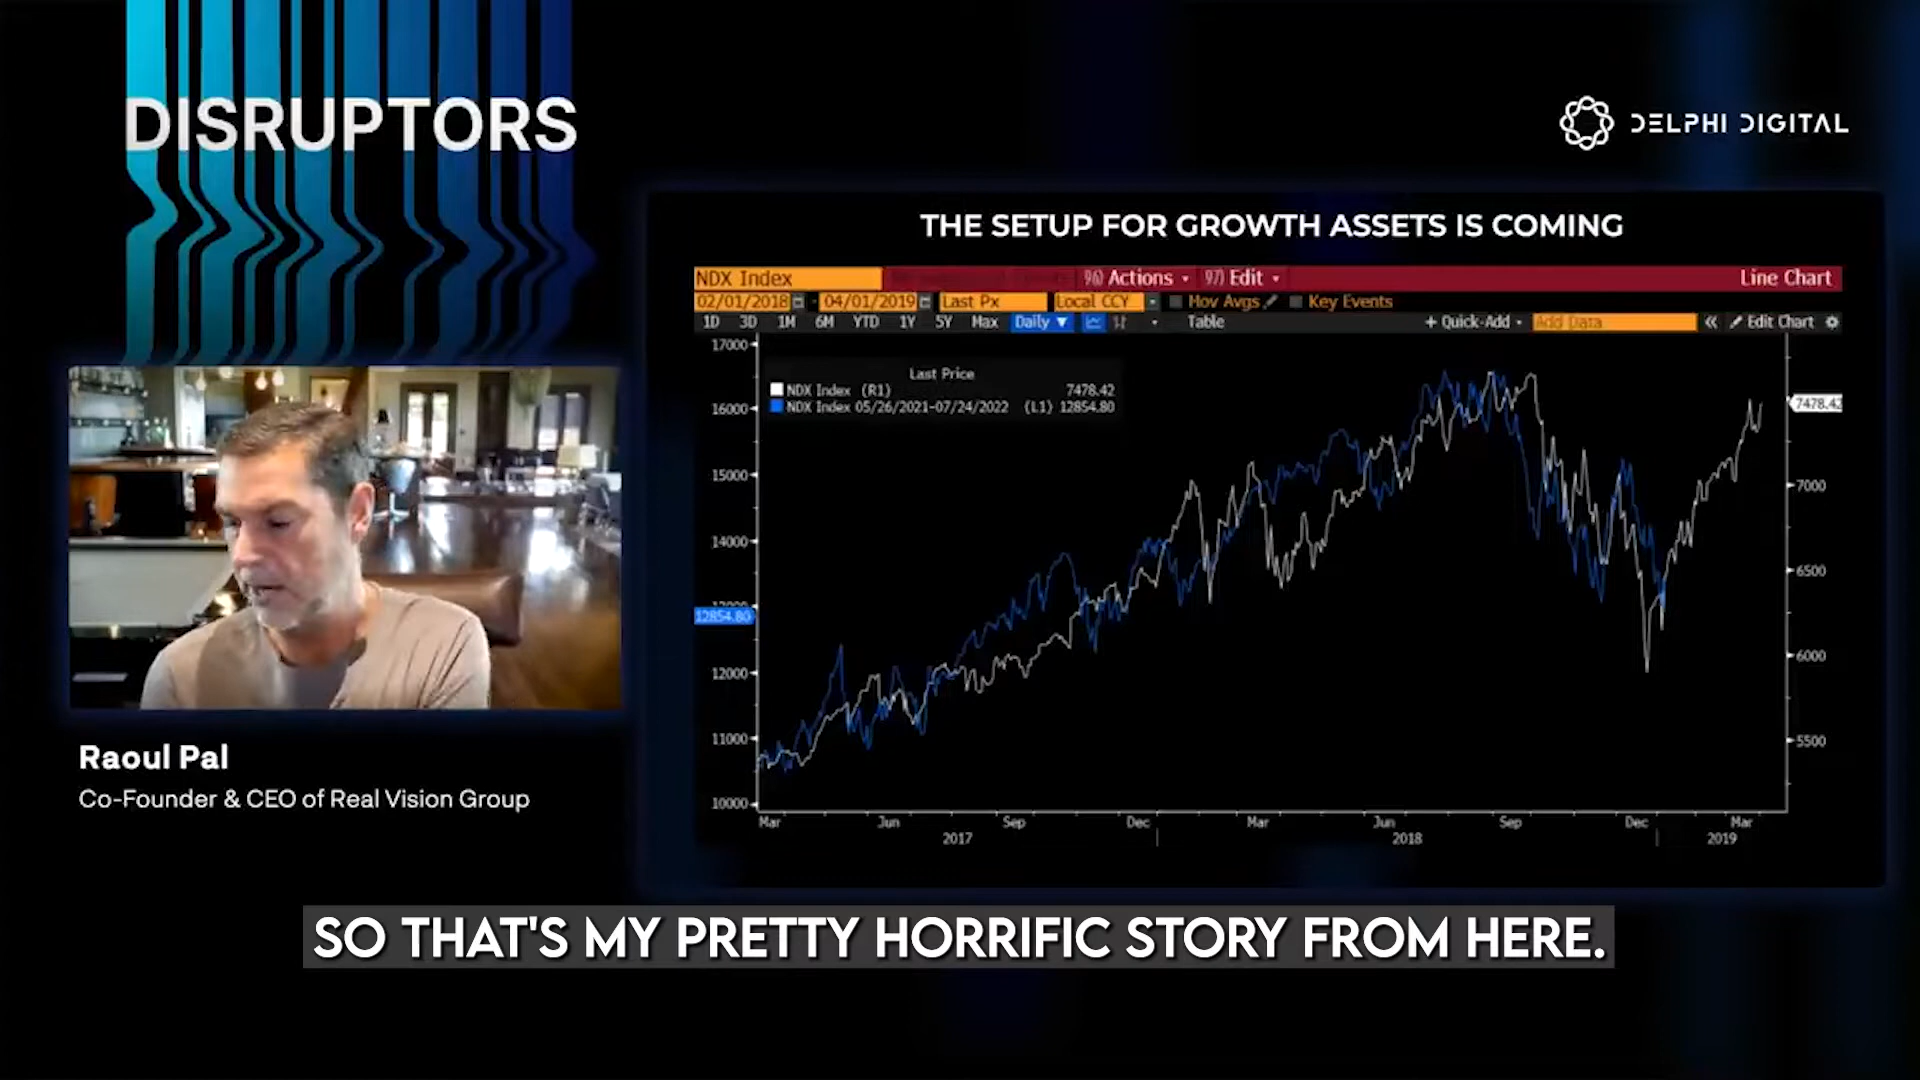 DISRUPTORS
DELPHI DIGITAL
THE SETUP FOR GROWTH ASSETS IS COMING
NDX Index
96) Actions
97) Edit
Line Chart
02/01/2018 - 04/01/2019
Last Px
Local CCY
Mov Avgs
Key Events
1D 3D 1M 6M YTD 1Y 5Y Max Daily
Table
+ Quick-Add
Add Data
« Edit Chart
Last Price
NDX Index (R1) 7478.42
NDX Index 05/26/2021-07/24/2022 (L1) 12854.80
17000
16000
15000
14000
12854.80
12000
11000
10000
7478.42
7000
6500
6000
5500
Mar Jun Sep Dec Mar Jun Sep Dec Mar
2017 2018 2019
Raoul Pal
Co-Founder & CEO of Real Vision Group
SO THAT'S MY PRETTY HORRIFIC STORY FROM HERE.